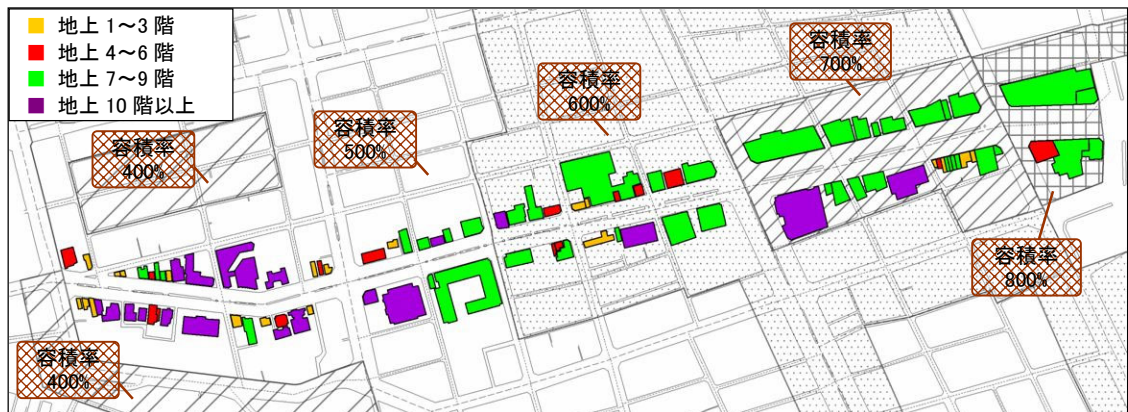 地上 1～3 階
地上 4～6 階
地上 7～9 階
地上 10 階以上
容積率
400%
容積率
500%
容積率
600%
容積率
700%
容積率
800%
容積率
400%